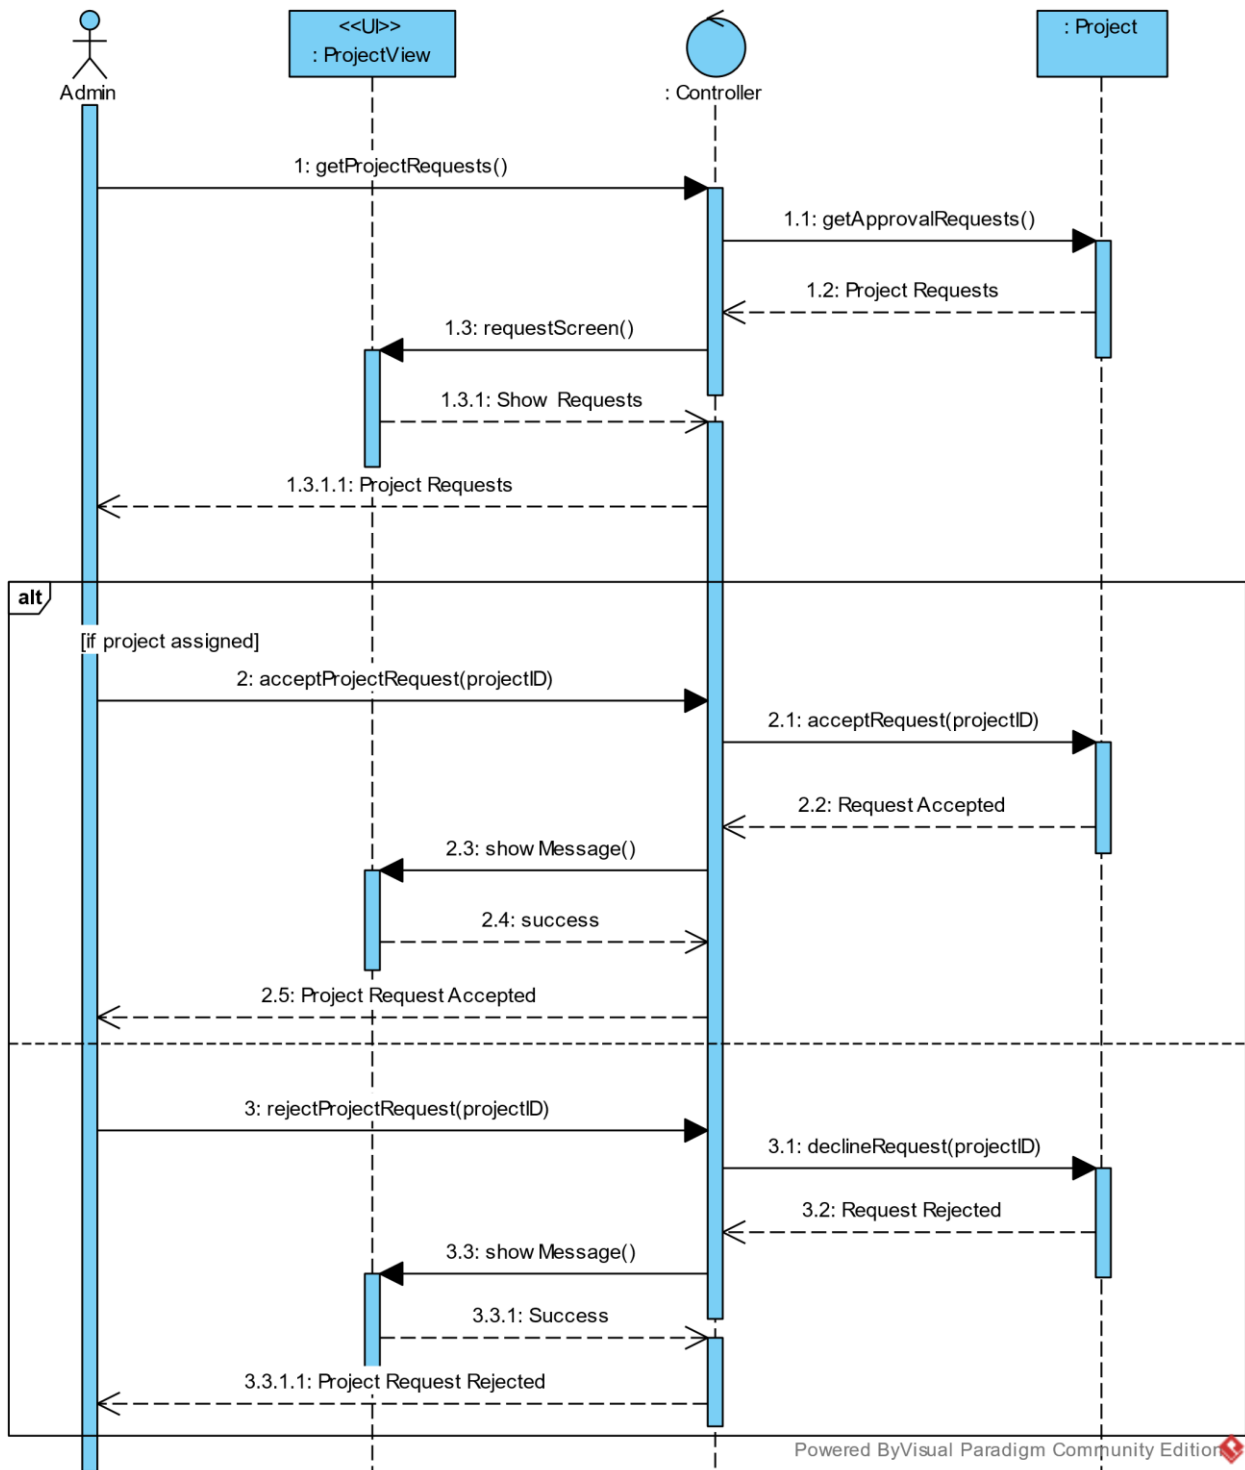 <<UI>>
: ProjectView
: Project
Admin
: Controller
1: getProjectRequests()
1.1: getApprovalRequests()
1.2: Project Requests
1.3: requestScreen()
1.3.1: Show Requests
1.3.1.1: Project Requests
alt
[if project assigned]
2: acceptProjectRequest(projectID)
2.1: acceptRequest(projectID)
2.2: Request Accepted
2.3: show Message()
2.4: success
2.5: Project Request Accepted
3: rejectProjectRequest(projectID)
3.1: declineRequest(projectID)
3.2: Request Rejected
3.3: show Message()
3.3.1: Success
3.3.1.1: Project Request Rejected
Powered ByVisual Paradigm Community Edition